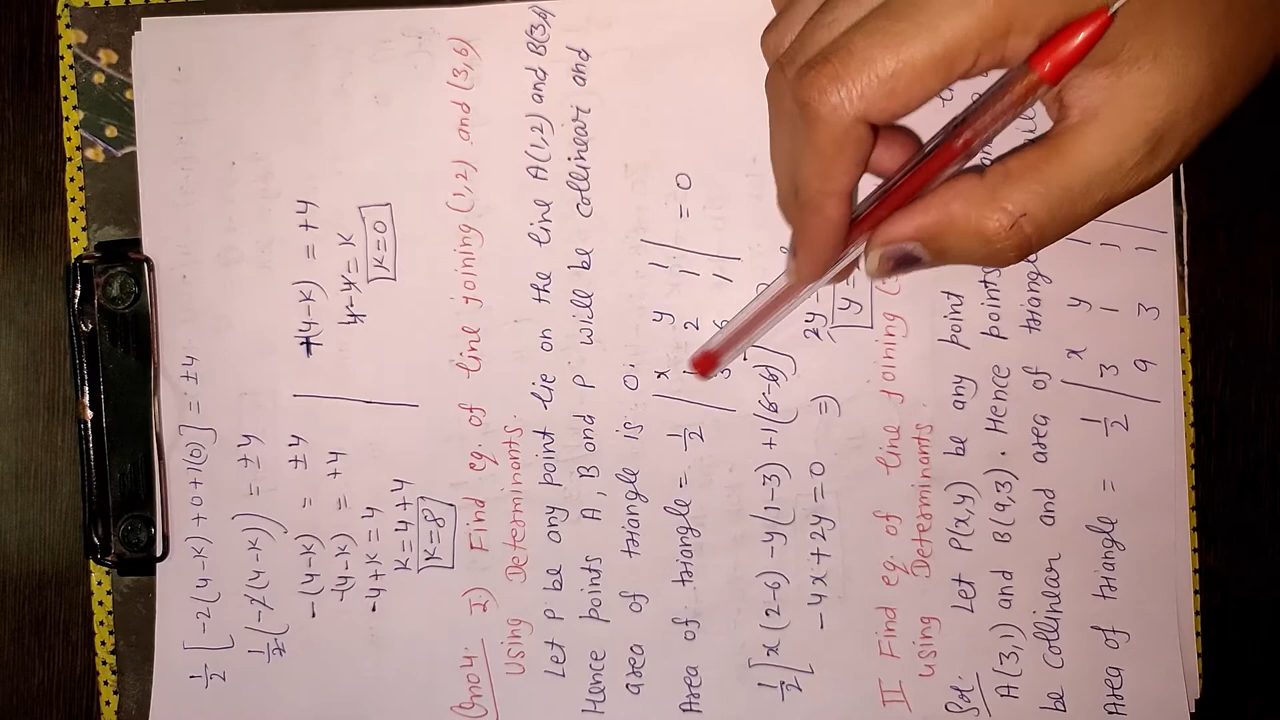 1/2 [-2(4-K)+0+1(0)] = ±4
1/2 (-2(4-K)) = ±4
-(4-K) = ±4
-(4-K) = +4
-4+K = 4
K = 4+4
K=8
+(4-K) = +4
4-4 = K
K=0
Qno4. I.) Find eq. of line joining (1,2) and (3,6)
Using Determinants.
Let P be any point lie on the line A(1,2) and B(3,6)
Hence points A, B and P will be collinear and
area of triangle is 0.
Area of triangle = 1/2 | x y 1
2 1
6 1 | = 0
1/2 [x(2-6) -y(1-3) +1(6-6)]
-4x+2y=0 => 2y
y =
II Find eq. of line joining (
using Determinants
Sol. Let P(x,y) be any point
A(3,1) and B(9,3). Hence points
be Collinear and area of triangle
Area of triangle = 1/2 | x y 1
3 1 1
9 3 1 |